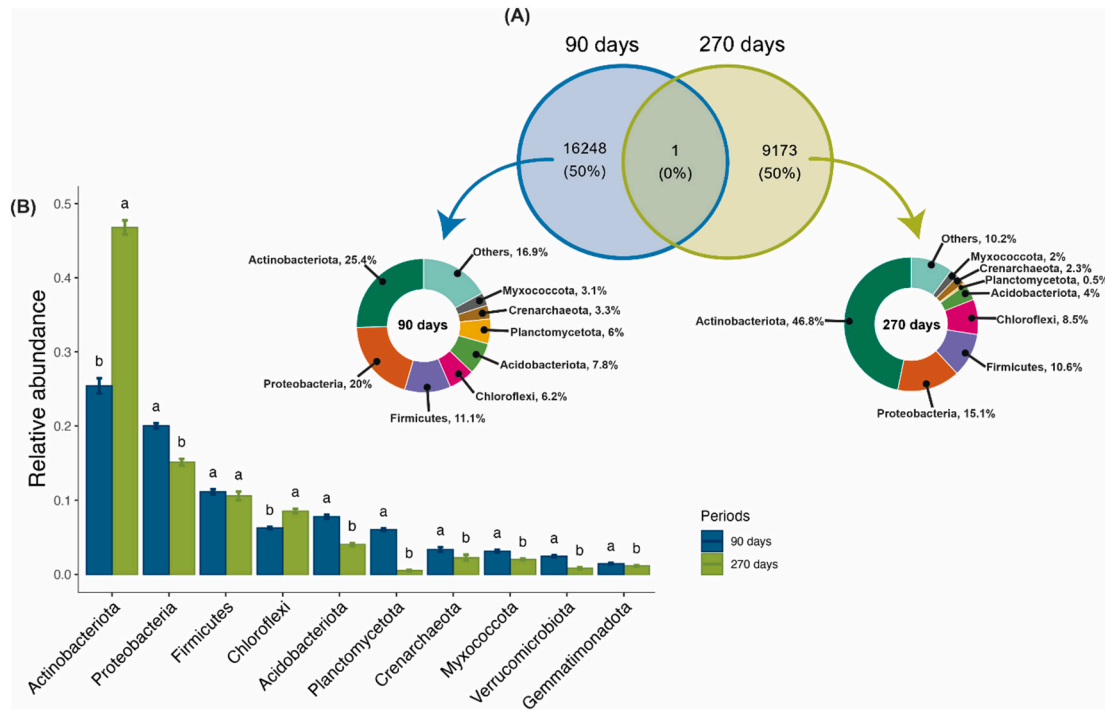 (A)
90 days
270 days
16248
(50%)
1
(0%)
9173
(50%)
Actinobacteriota, 25.4%
Others, 16.9%
Myxococcota, 3.1%
Crenarchaeota, 3.3%
Planctomycetota, 6%
Acidobacteriota, 7.8%
Chloroflexi, 6.2%
Firmicutes, 11.1%
Proteobacteria, 20%
90 days
Others, 10.2%
Myxococcota, 2%
Crenarchaeota, 2.3%
Planctomycetota, 0.5%
Acidobacteriota, 4%
Chloroflexi, 8.5%
Firmicutes, 10.6%
Proteobacteria, 15.1%
Actinobacteriota, 46.8%
270 days
(B)
Relative abundance
0.5
0.4
0.3
0.2
0.1
0.0
b
a
a
b
a
a
b
a
a
b
a
b
a
b
a
b
a
b
a
b
Actinobacteriota
Proteobacteria
Firmicutes
Chloroflexi
Acidobacteriota
Planctomycetota
Crenarchaeota
Myxococcota
Verrucomicrobiota
Gemmatimonadota
Periods
90 days
270 days